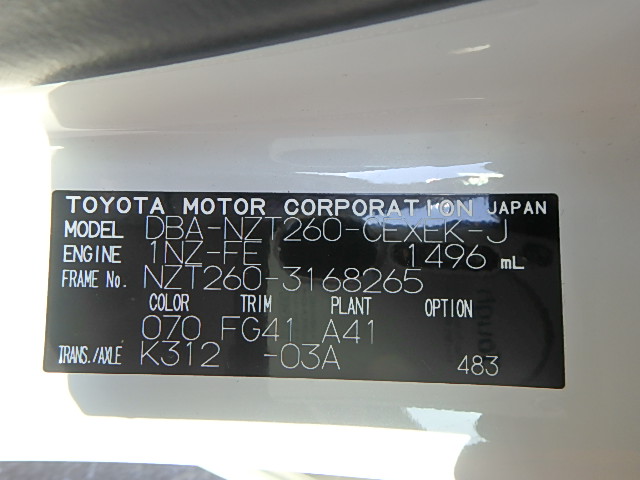 TOYOTA MOTOR CORPORATION JAPAN
MODEL DBA-NZT260-CEXEK-J
ENGINE 1NZ-FE 1496 mL
FRAME No. NZT260-3168265
COLOR TRIM PLANT OPTION
070 FG41 A41
TRANS./AXLE K312 -03A 483